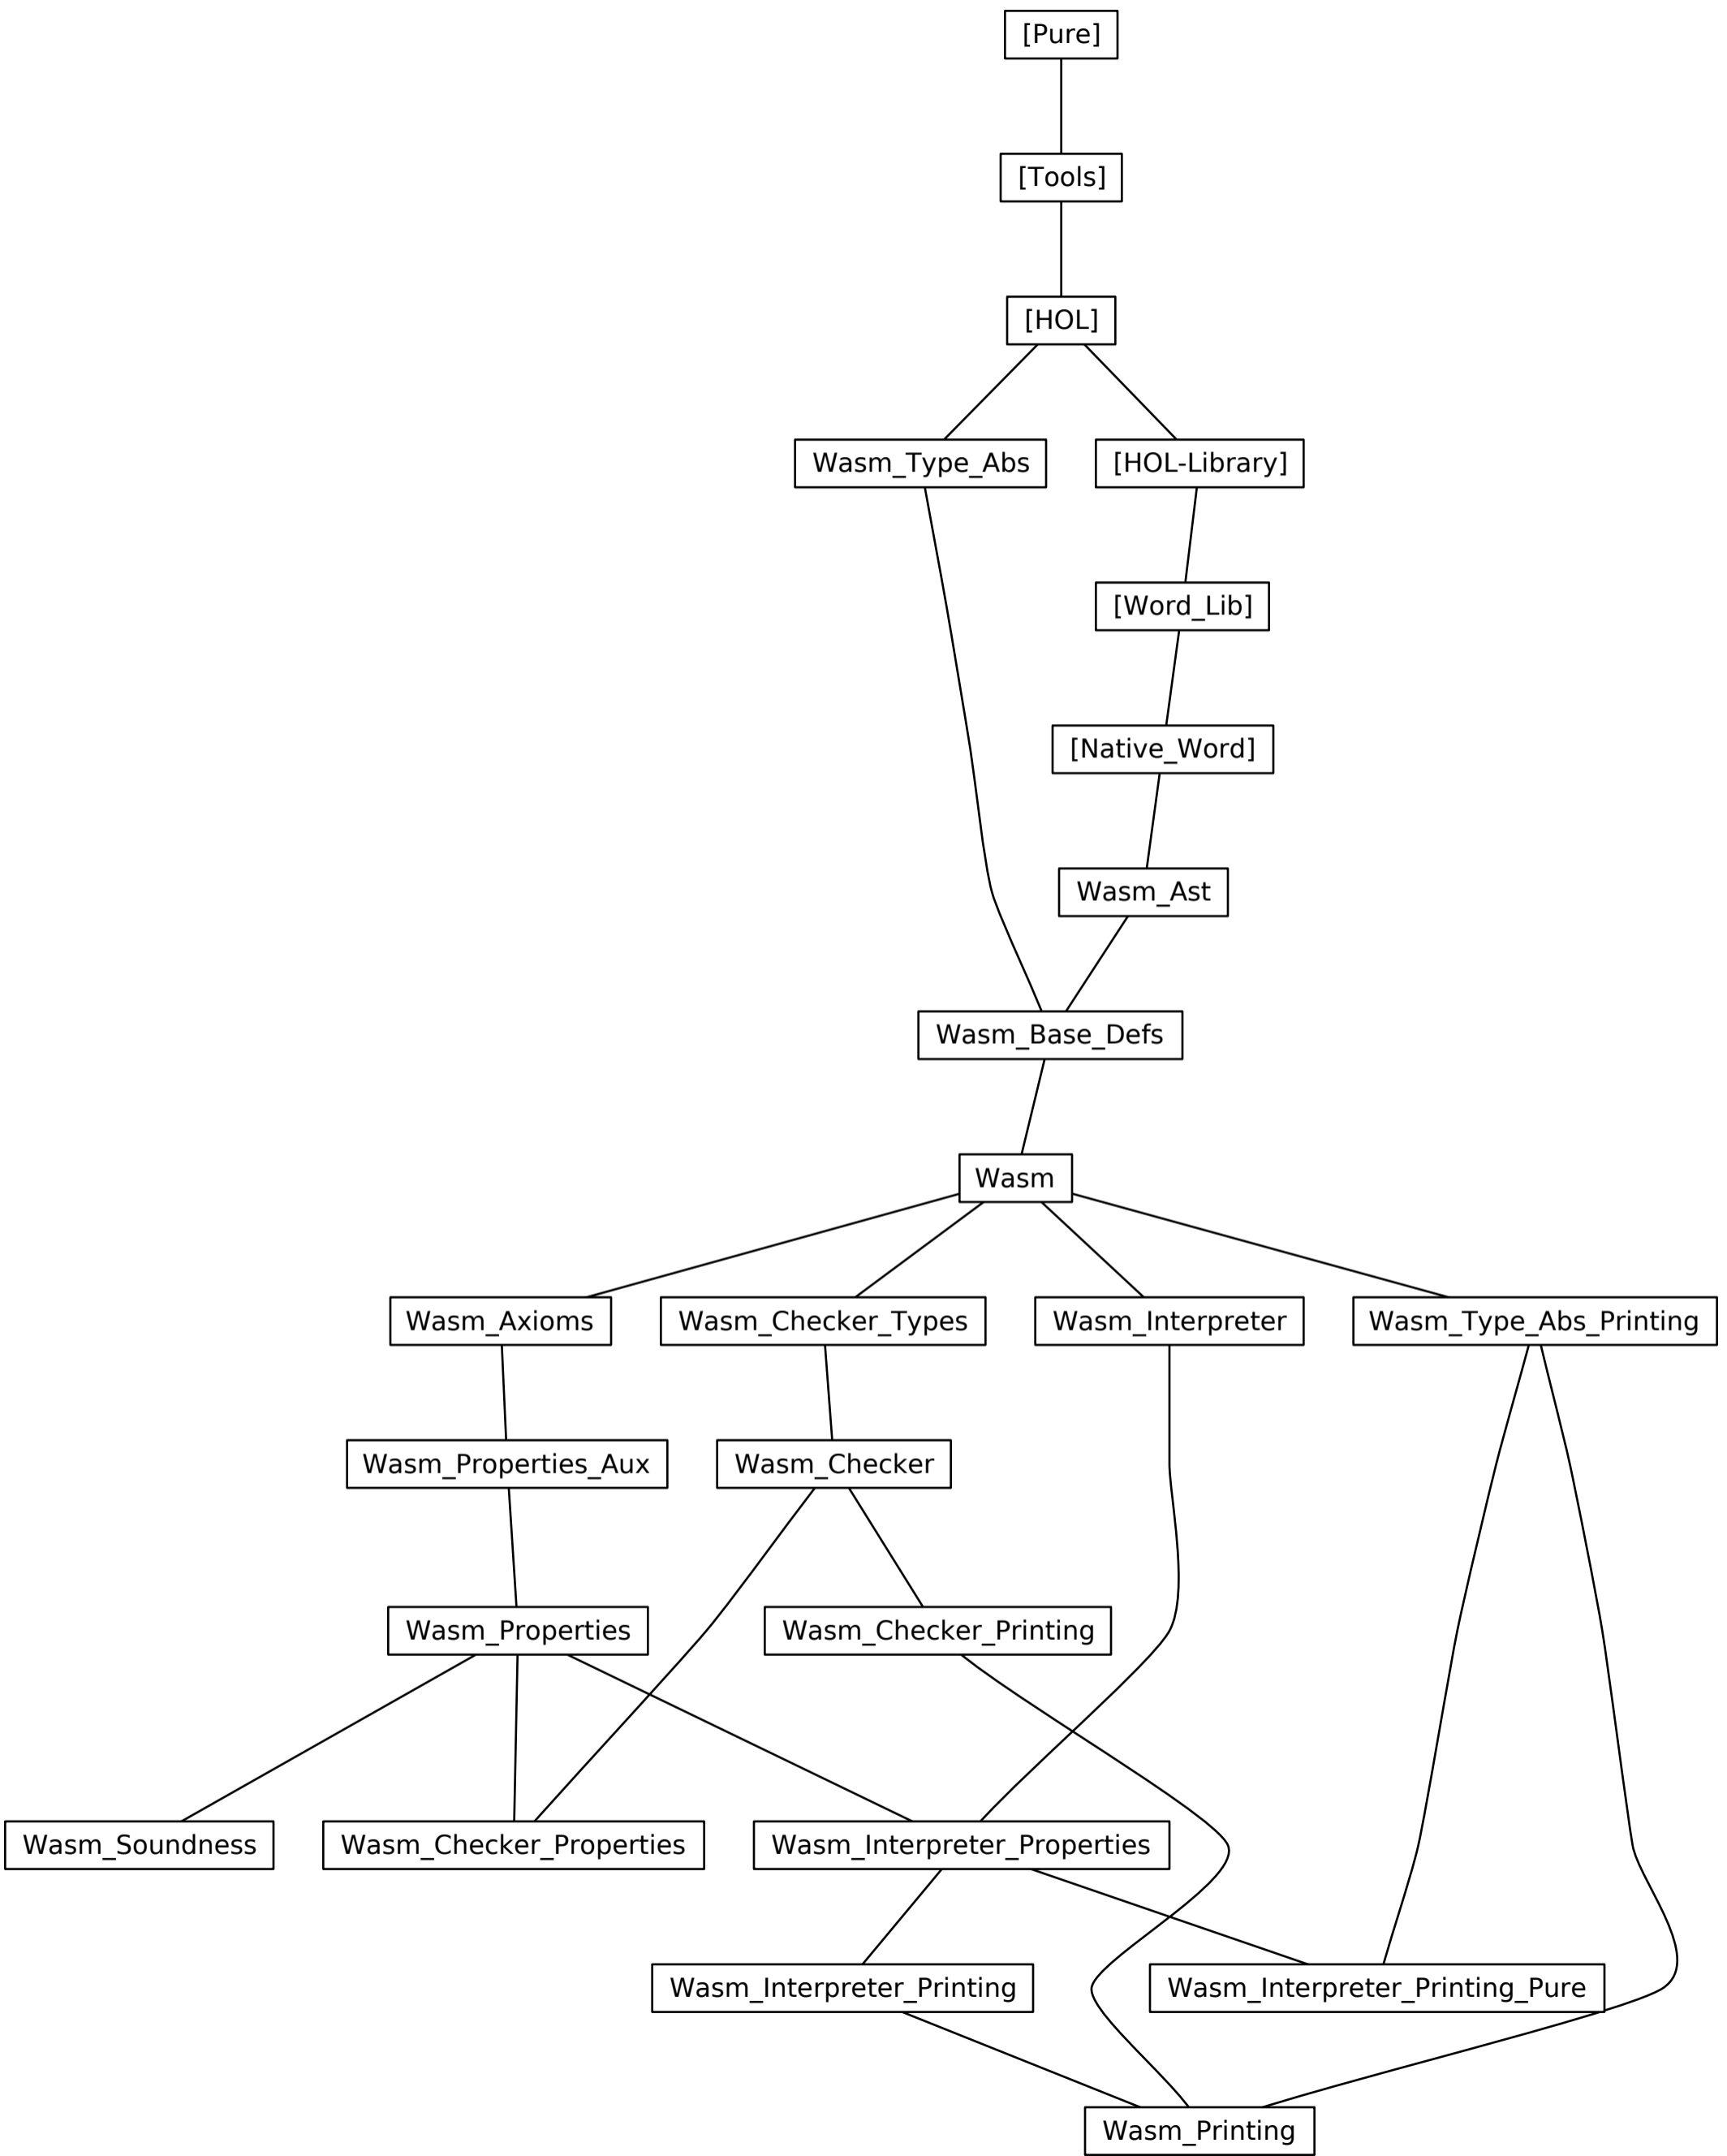 [Pure]
[Tools]
[HOL]
Wasm_Type_Abs
[HOL-Library]
[Word_Lib]
[Native_Word]
Wasm_Ast
Wasm_Base_Defs
Wasm
Wasm_Axioms
Wasm_Checker_Types
Wasm_Interpreter
Wasm_Type_Abs_Printing
Wasm_Properties_Aux
Wasm_Checker
Wasm_Properties
Wasm_Checker_Printing
Wasm_Soundness
Wasm_Checker_Properties
Wasm_Interpreter_Properties
Wasm_Interpreter_Printing
Wasm_Interpreter_Printing_Pure
Wasm_Printing